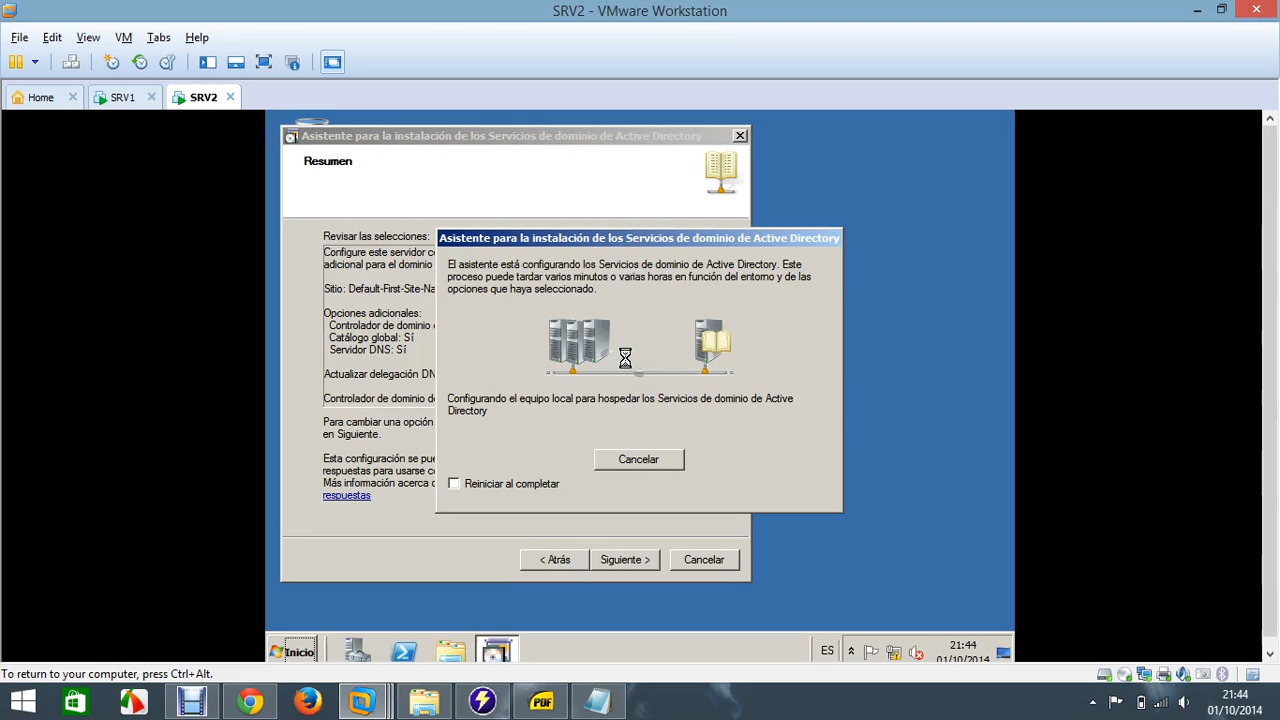 SRV2 - VMware Workstation
File Edit View VM Tabs Help
Home SRV1 SRV2
Asistente para la instalación de los Servicios de dominio de Active Directory
Resumen
Revisar las selecciones:
Configure este servidor
adicional para el dominio
Sitio: Default-First-Site-Na
Opciones adicionales:
Controlador de dominio
Catálogo global: Sí
Servidor DNS: Sí
Actualizar delegación DN
Controlador de dominio d
Para cambiar una opción
en Siguiente.
Esta configuración se pue
respuestas para usarse c
Más información acerca
respuestas
< Atrás Siguiente > Cancelar
Asistente para la instalación de los Servicios de dominio de Active Directory
El asistente está configurando los Servicios de dominio de Active Directory. Este
proceso puede tardar varios minutos o varias horas en función del entorno y de las
opciones que haya seleccionado.
Configurando el equipo local para hospedar los Servicios de dominio de Active
Directory
Cancelar
Reiniciar al completar
Inicio ES 21:44
01/10/2014
To return to your computer, press Ctrl+Alt.
PDF
21:44
01/10/2014